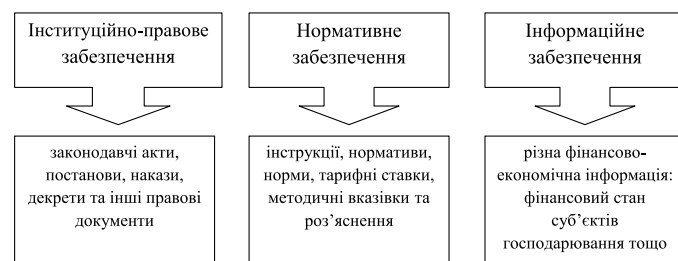 Інституційно-правове
забезпечення
Нормативне
забезпечення
Інформаційне
забезпечення
законодавчі акти,
постанови, накази,
декрети та інші правові
документи
інструкції, нормативи,
норми, тарифні ставки,
методичні вказівки та
роз’яснення
різна фінансово-
економічна інформація:
фінансовий стан
суб’єктів
господарювання тощо